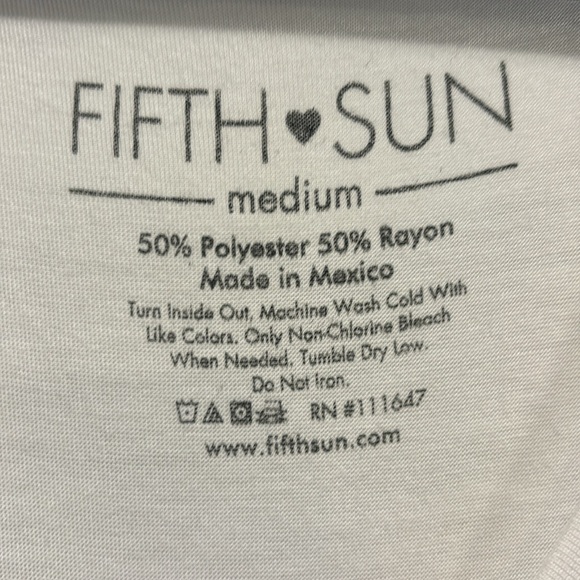 FIFTH♥SUN
medium
50% Polyester 50% Rayon
Made in Mexico
Turn Inside Out, Machine Wash Cold With
Like Colors. Only Non-Chlorine Bleach
When Needed. Tumble Dry Low.
Do Not Iron.
RN #111647
www.fifthsun.com